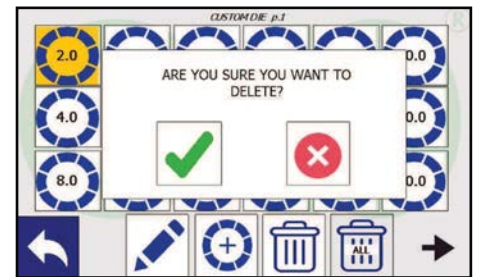 CUSTOM DIE p.1
2.0
0.0
ARE YOU SURE YOU WANT TO
DELETE?
4.0
0.0
8.0
0.0
ALL
R